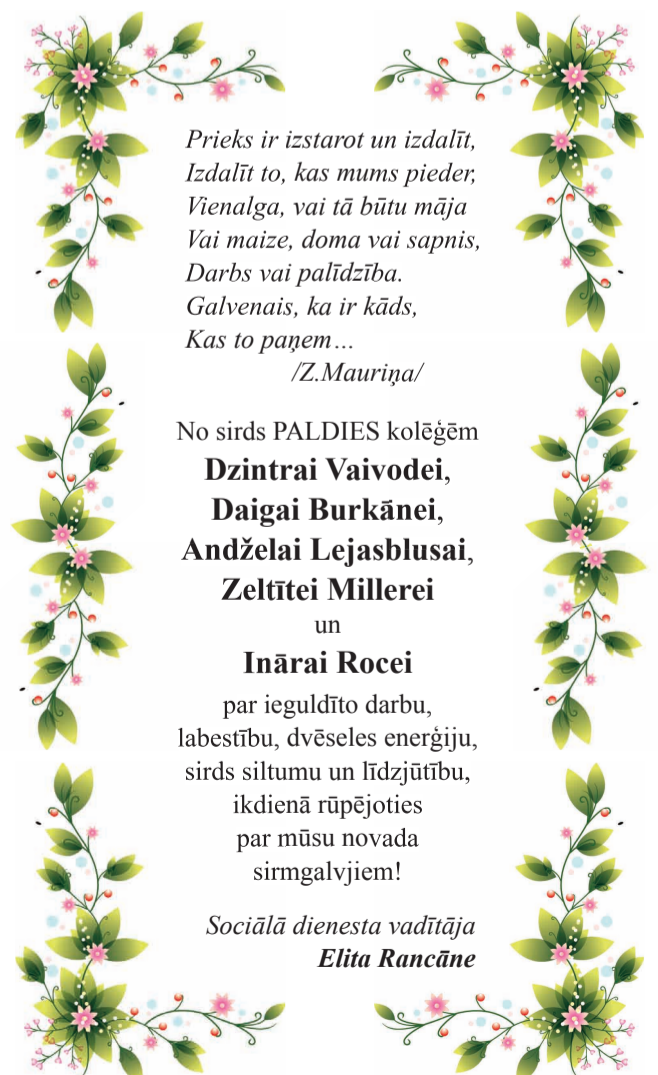 Prieks ir izstarot un izdalīt,
Izdalīt to, kas mums pieder,
Vienalga, vai tā būtu māja
Vai maize, doma vai sapnis,
Darbs vai palīdzība.
Galvenais, ka ir kāds,
Kas to paņem…
/Z.Mauriņa/
No sirds PALDIES kolēģēm
Dzintrai Vaivodei,
Daigai Burkānei,
Andželai Lejasblusai,
Zeltītei Millerei
un
Inārai Rocei
par ieguldīto darbu,
labestību, dvēseles enerģiju,
sirds siltumu un līdzjūtību,
ikdienā rūpējoties
par mūsu novada
sirmgalvjiem!
Sociālā dienesta vadītāja
Elita Rancāne